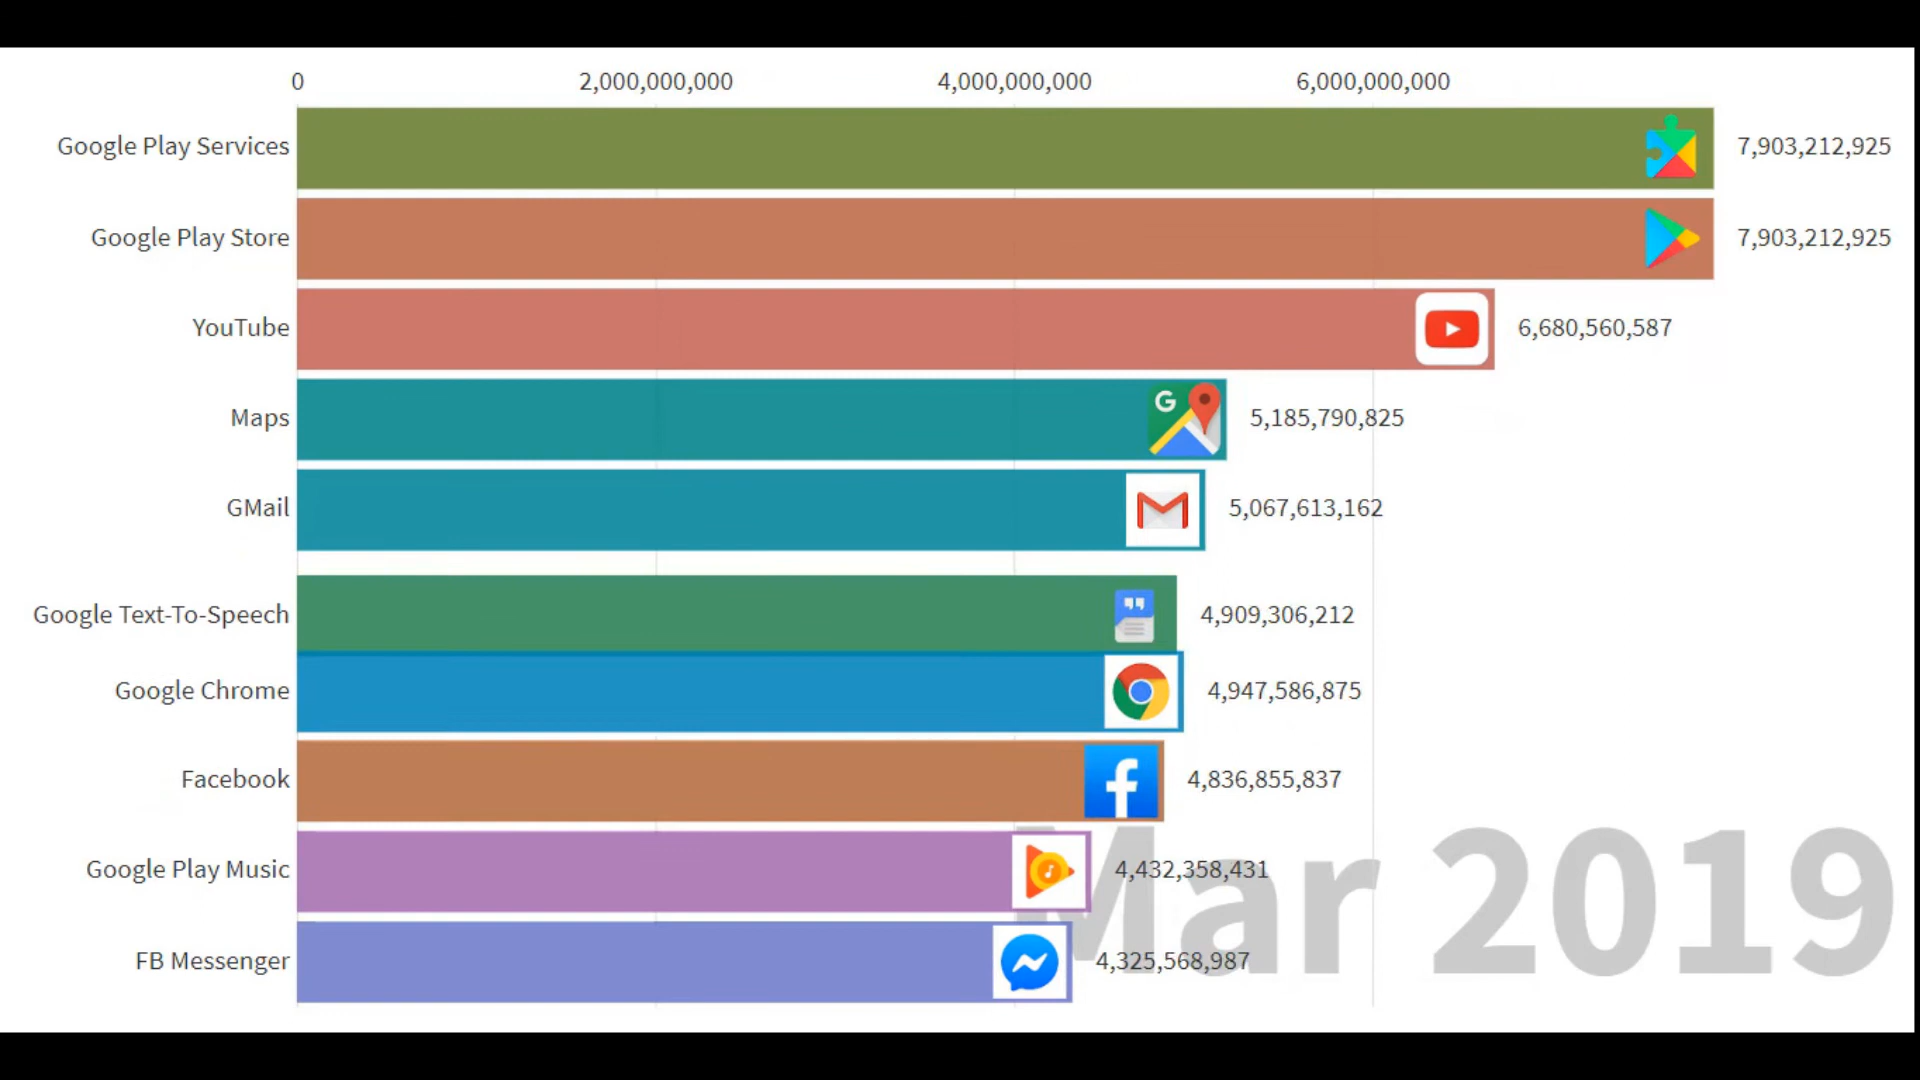 0 2,000,000,000 4,000,000,000 6,000,000,000
Google Play Services 7,903,212,925
Google Play Store 7,903,212,925
YouTube 6,680,560,587
Maps G 5,185,790,825
GMail 5,067,613,162
Google Text-To-Speech 4,909,306,212
Google Chrome 4,947,586,875
Facebook f 4,836,855,837
Google Play Music 4,432,358,431
FB Messenger 4,325,568,987
Mar 2019